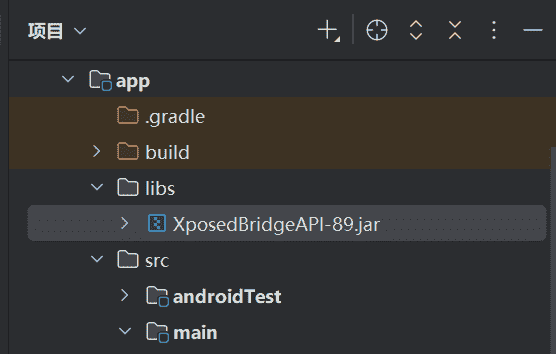 项目
app
.gradle
build
libs
XposedBridgeAPI-89.jar
src
androidTest
main